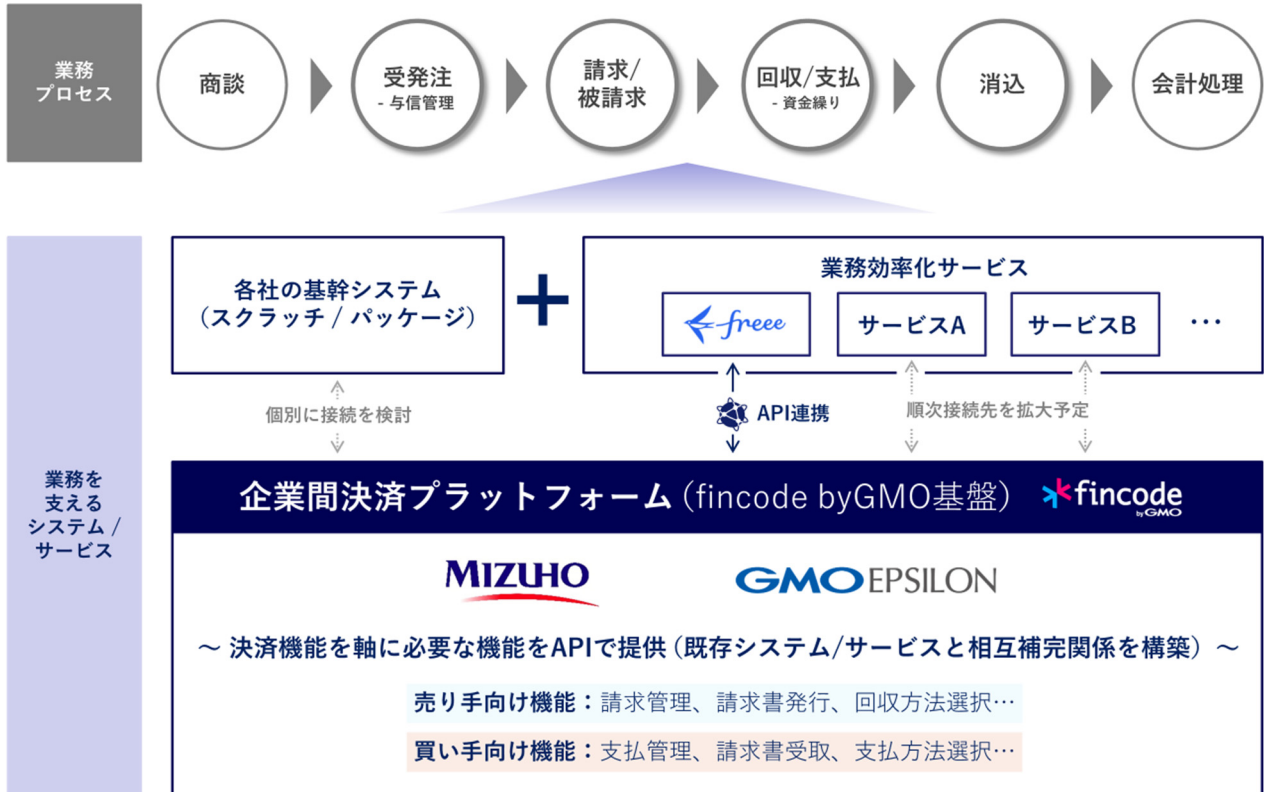 業務
プロセス
商談
受発注
- 与信管理
請求/
被請求
回収/支払
- 資金繰り
消込
会計処理
業務を
支える
システム /
サービス
各社の基幹システム
（スクラッチ / パッケージ）
+
業務効率化サービス
freee
サービスA
サービスB
…
個別に接続を検討
API連携
順次接続先を拡大予定
企業間決済プラットフォーム（fincode byGMO基盤）
fincode
byGMO
MIZUHO
GMO EPSILON
～ 決済機能を軸に必要な機能をAPIで提供（既存システム/サービスと相互補完関係を構築）～
売り手向け機能：請求管理、請求書発行、回収方法選択…
買い手向け機能：支払管理、請求書受取、支払方法選択…